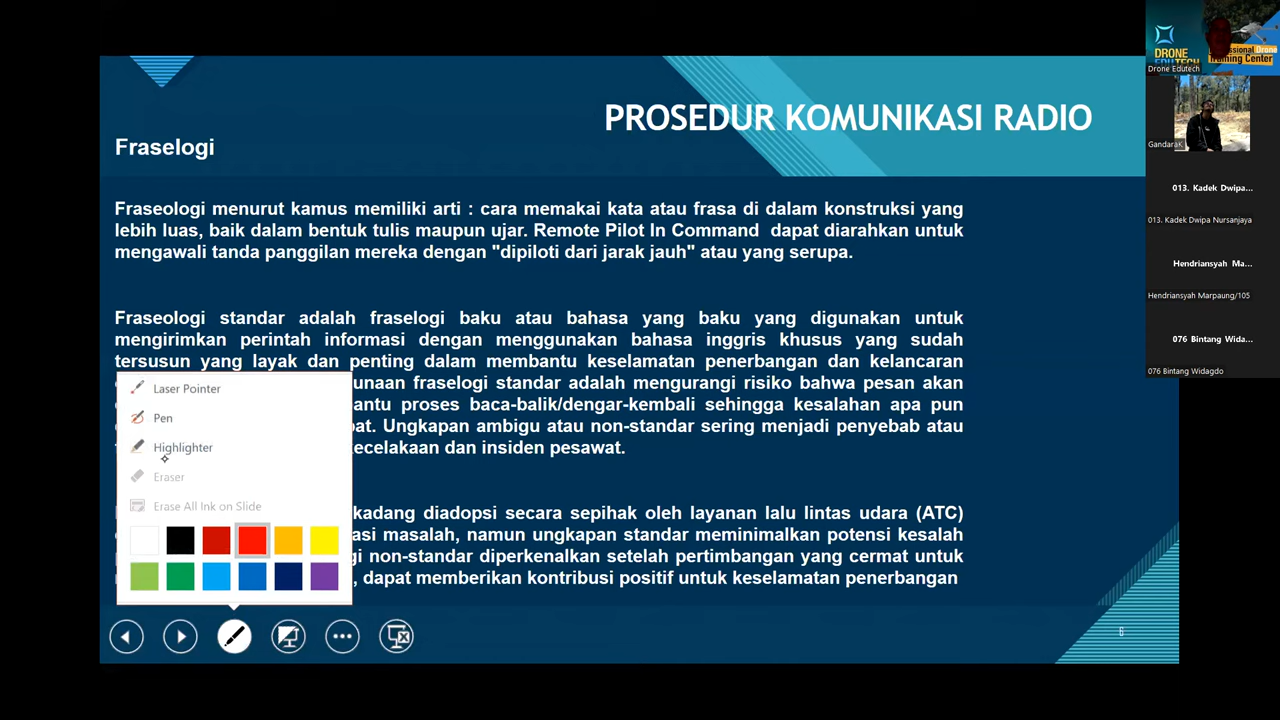 PROSEDUR KOMUNIKASI RADIO
Fraselogi
Fraseologi menurut kamus memiliki arti : cara memakai kata atau frasa di dalam konstruksi yang
lebih luas, baik dalam bentuk tulis maupun ujar. Remote Pilot In Command dapat diarahkan untuk
mengawali tanda panggilan mereka dengan "dipiloti dari jarak jauh" atau yang serupa.
Fraseologi standar adalah fraselogi baku atau bahasa yang baku yang digunakan untuk
mengirimkan perintah informasi dengan menggunakan bahasa inggris khusus yang sudah
tersusun yang layak dan penting dalam membantu keselamatan penerbangan dan kelancaran
unaan fraselogi standar adalah mengurangi risiko bahwa pesan akan
antu proses baca-balik/dengar-kembali sehingga kesalahan apa pun
pat. Ungkapan ambigu atau non-standar sering menjadi penyebab atau
ecelakaan dan insiden pesawat.
kadang diadopsi secara sepihak oleh layanan lalu lintas udara (ATC)
asi masalah, namun ungkapan standar meminimalkan potensi kesalah
gi non-standar diperkenalkan setelah pertimbangan yang cermat untuk
, dapat memberikan kontribusi positif untuk keselamatan penerbangan
Laser Pointer
Pen
Highlighter
Eraser
Erase All Ink on Slide
6
DRONE
EDUTECH
Training Center
Drone Edutech
GandaraK
013. Kadek Dwipa...
013. Kadek Dwipa Nursanjaya
Hendriansyah Ma...
Hendriansyah Marpaung/105
076 Bintang Wida...
076 Bintang Widagdo